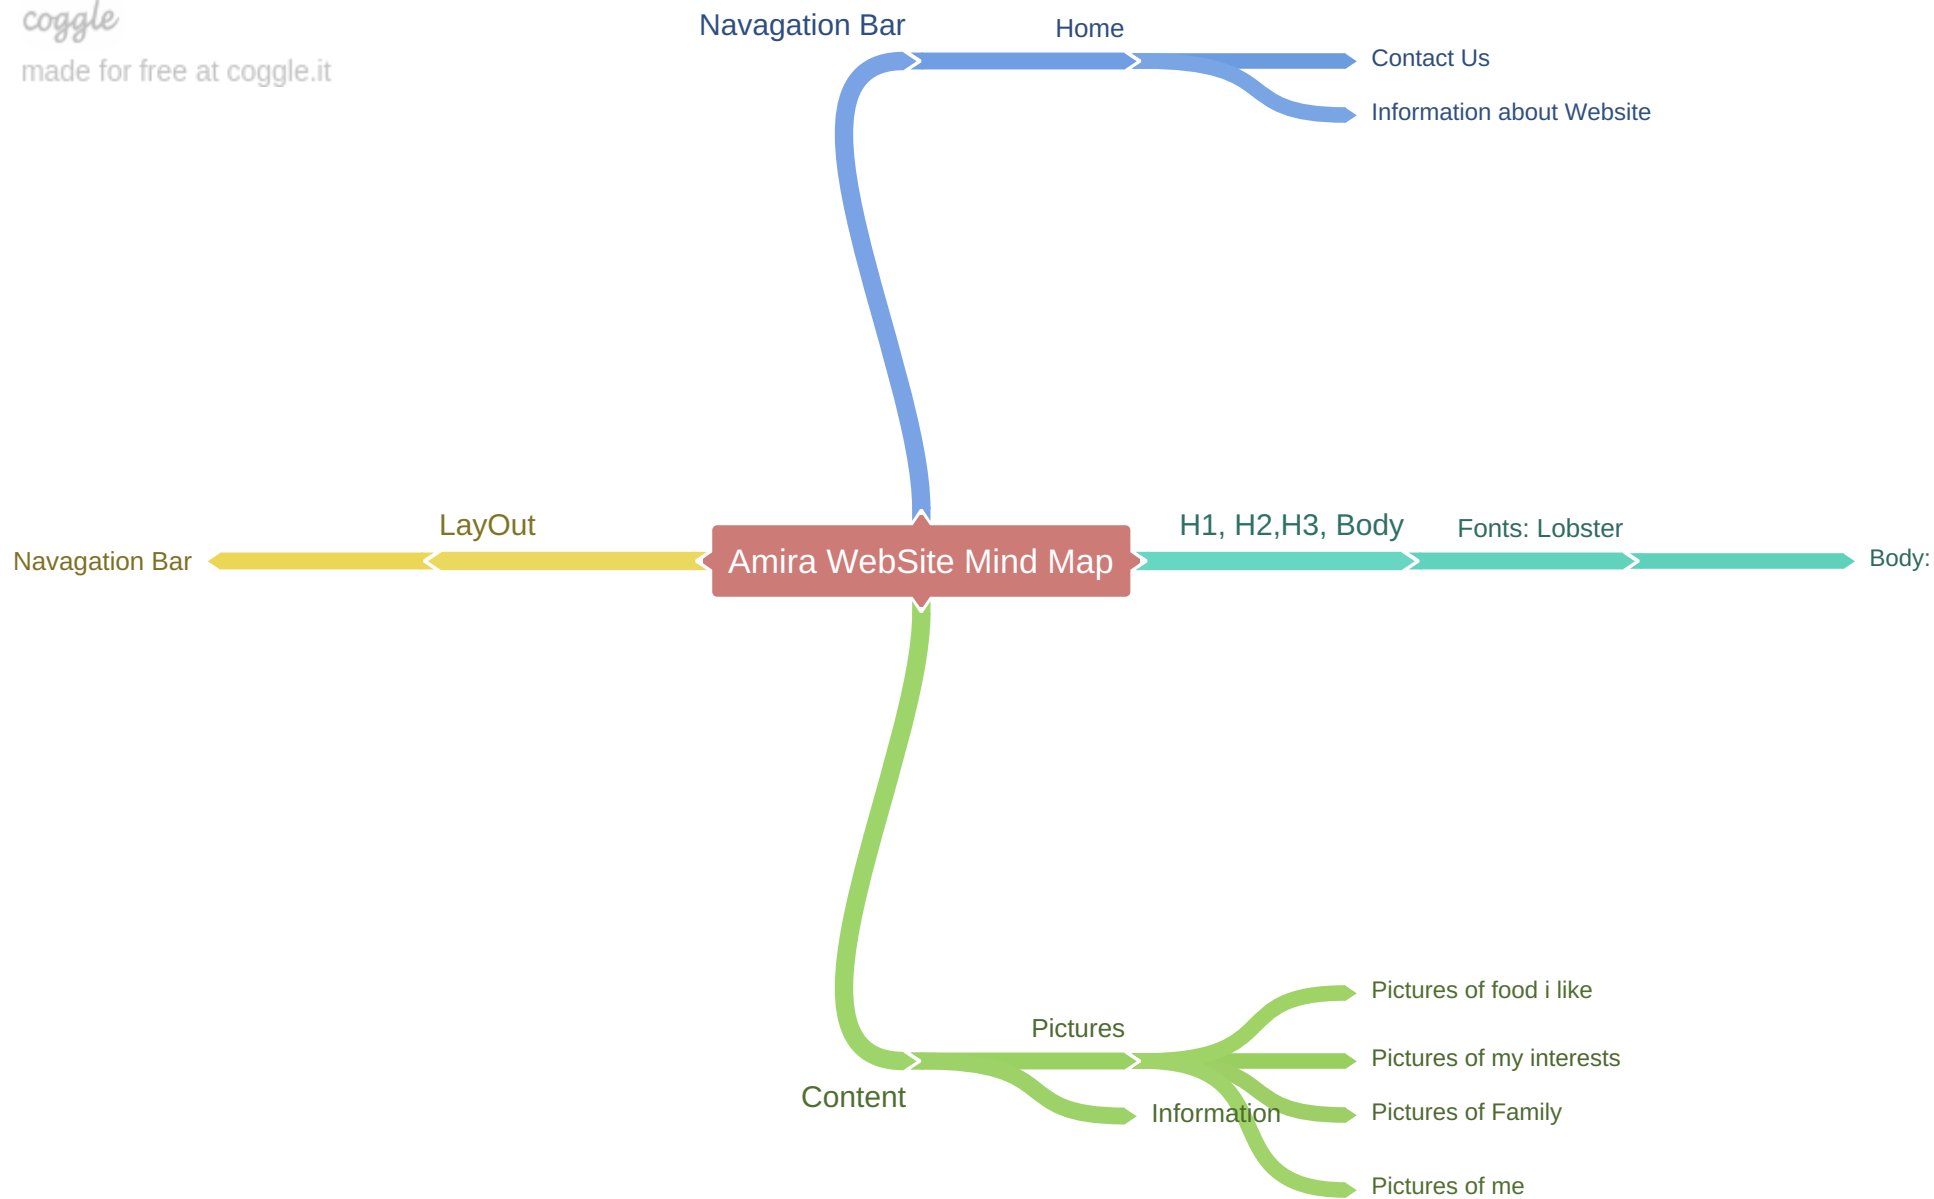 coggle
made for free at coggle.it
Navagation Bar
Home
Contact Us
Information about Website
LayOut
Navagation Bar
Amira WebSite Mind Map
H1, H2,H3, Body
Fonts: Lobster
Body:
Pictures
Content
Information
Pictures of food i like
Pictures of my interests
Pictures of Family
Pictures of me